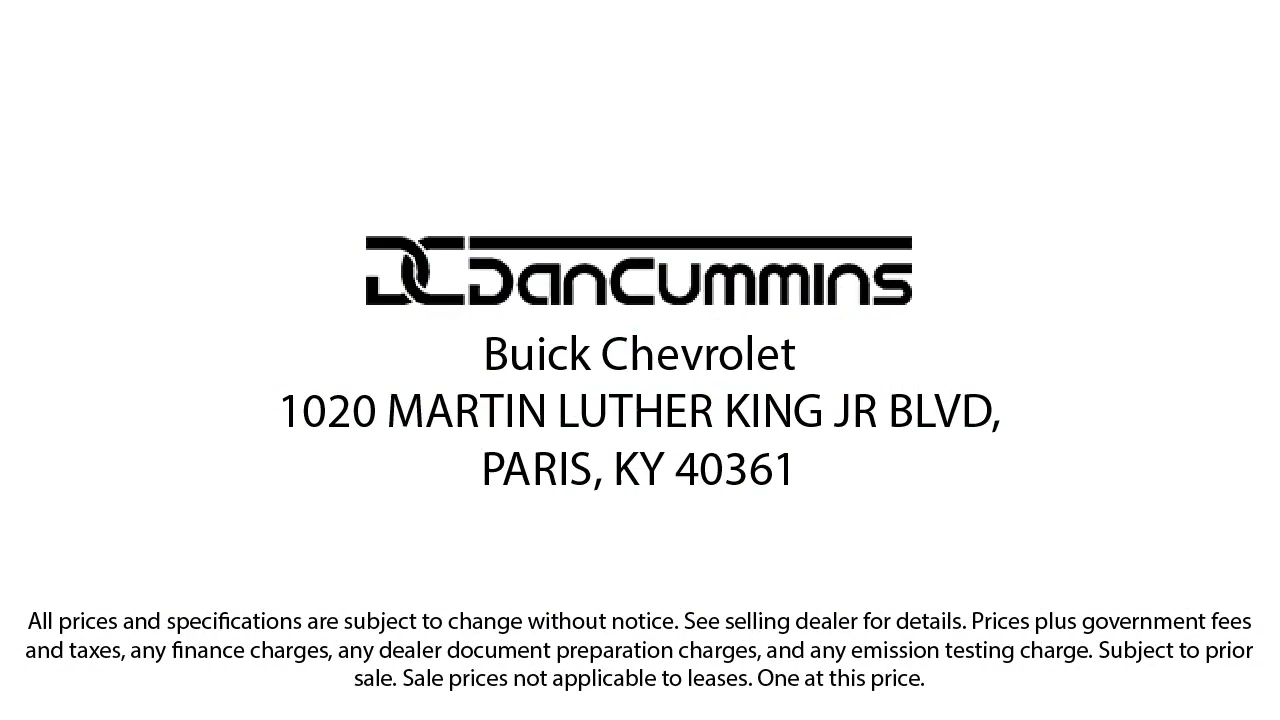 DC DanCummins
Buick Chevrolet
1020 MARTIN LUTHER KING JR BLVD,
PARIS, KY 40361
All prices and specifications are subject to change without notice. See selling dealer for details. Prices plus government fees
and taxes, any finance charges, any dealer document preparation charges, and any emission testing charge. Subject to prior
sale. Sale prices not applicable to leases. One at this price.